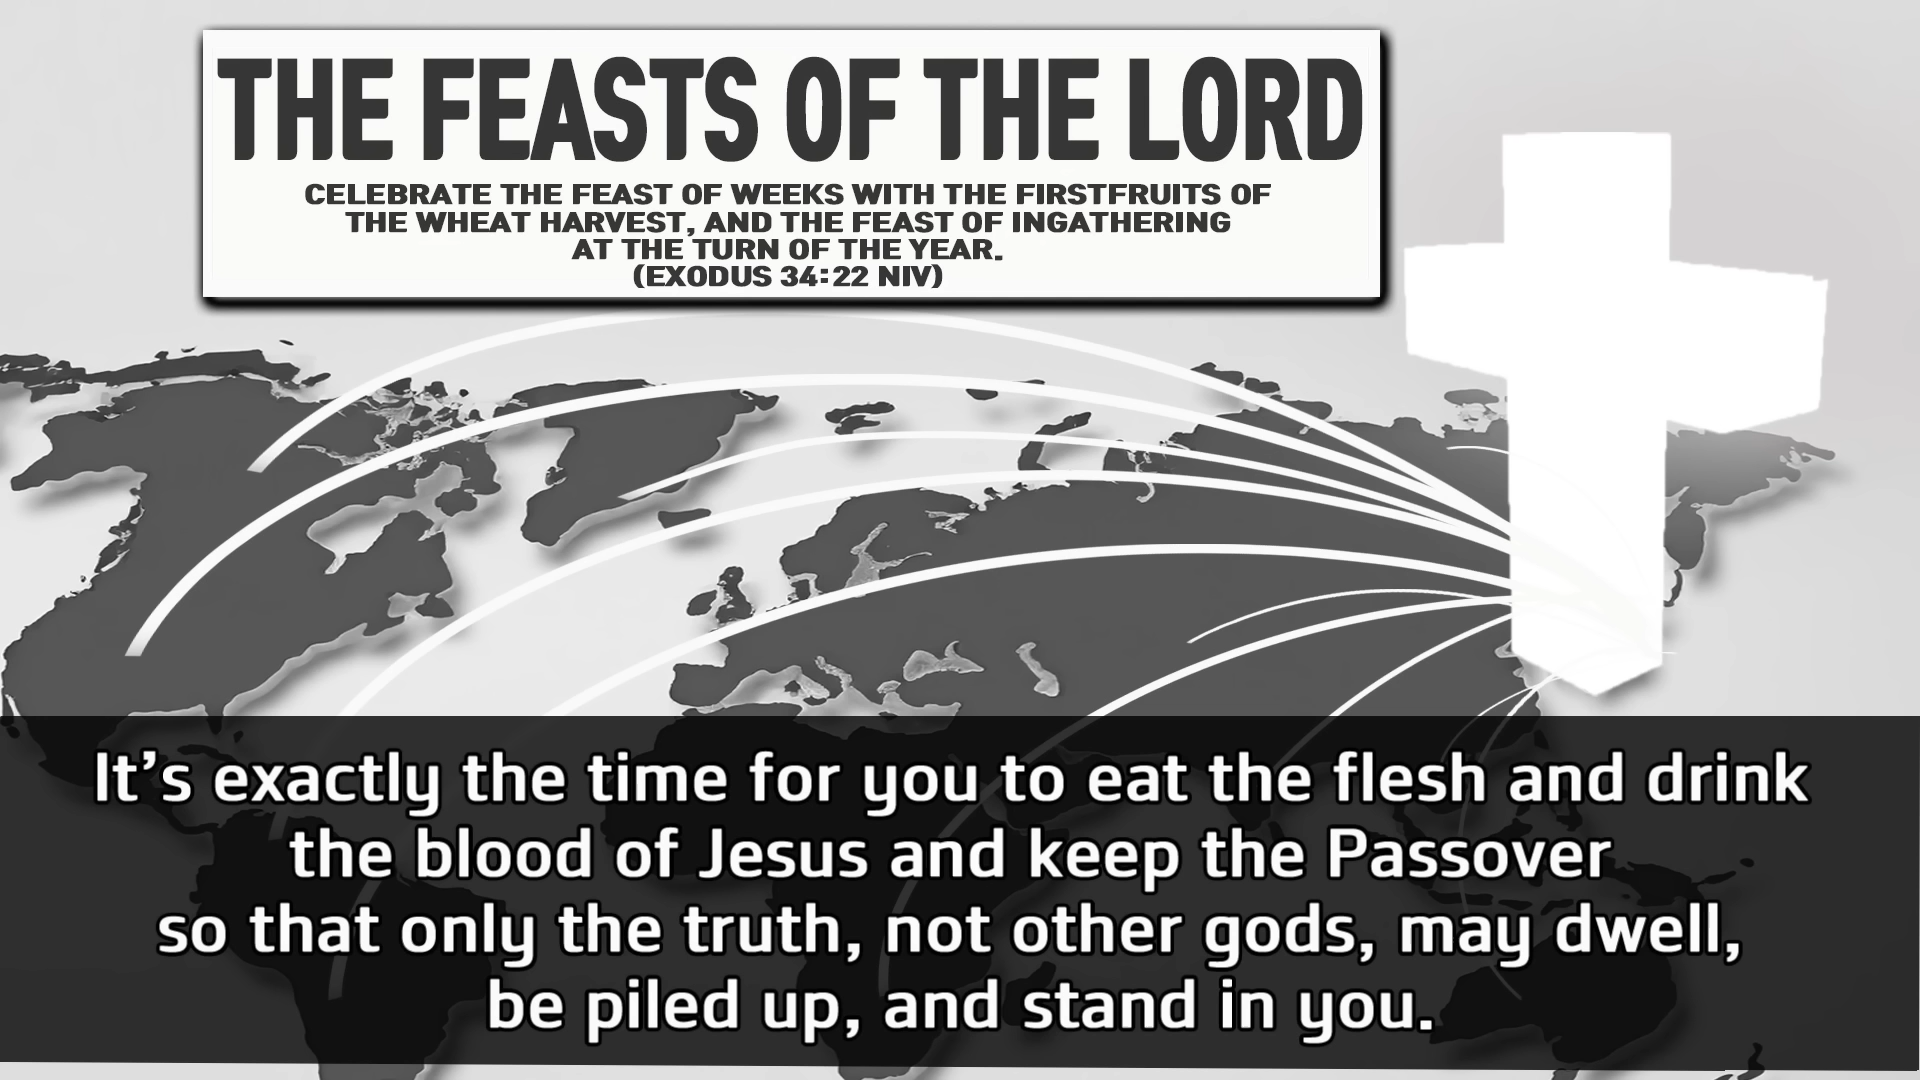 THE FEASTS OF THE LORD
CELEBRATE THE FEAST OF WEEKS WITH THE FIRSTFRUITS OF
THE WHEAT HARVEST, AND THE FEAST OF INGATHERING
AT THE TURN OF THE YEAR.
(EXODUS 34:22 NIV)
It’s exactly the time for you to eat the flesh and drink
the blood of Jesus and keep the Passover
so that only the truth, not other gods, may dwell,
be piled up, and stand in you.